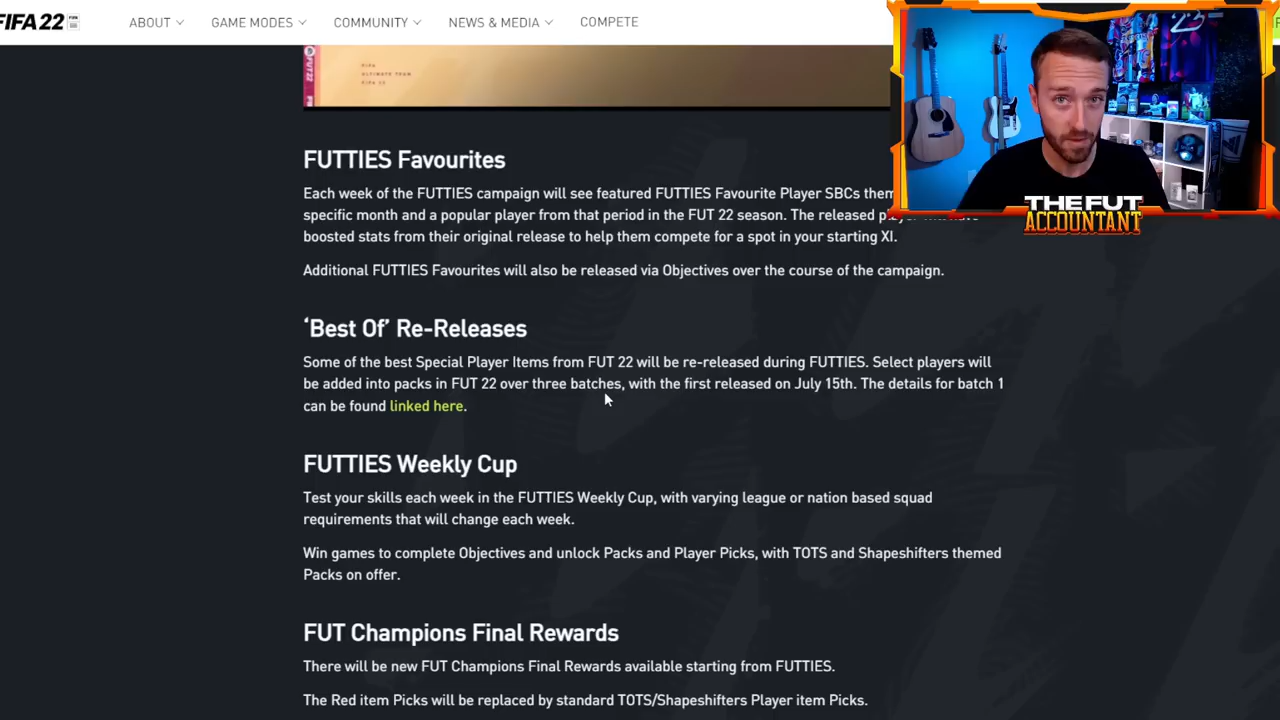 FIFA 22
ABOUT
GAME MODES
COMMUNITY
NEWS & MEDIA
COMPETE
FIFA
ULTIMATE TEAM
FIFA 22
FUT22
THE FUT
ACCOUNTANT
FUTTIES Favourites
Each week of the FUTTIES campaign will see featured FUTTIES Favourite Player SBCs them
specific month and a popular player from that period in the FUT 22 season. The released
boosted stats from their original release to help them compete for a spot in your starting XI.
Additional FUTTIES Favourites will also be released via Objectives over the course of the campaign.
‘Best Of’ Re-Releases
Some of the best Special Player Items from FUT 22 will be re-released during FUTTIES. Select players will
be added into packs in FUT 22 over three batches, with the first released on July 15th. The details for batch 1
can be found linked here.
FUTTIES Weekly Cup
Test your skills each week in the FUTTIES Weekly Cup, with varying league or nation based squad
requirements that will change each week.
Win games to complete Objectives and unlock Packs and Player Picks, with TOTS and Shapeshifters themed
Packs on offer.
FUT Champions Final Rewards
There will be new FUT Champions Final Rewards available starting from FUTTIES.
The Red item Picks will be replaced by standard TOTS/Shapeshifters Player item Picks.